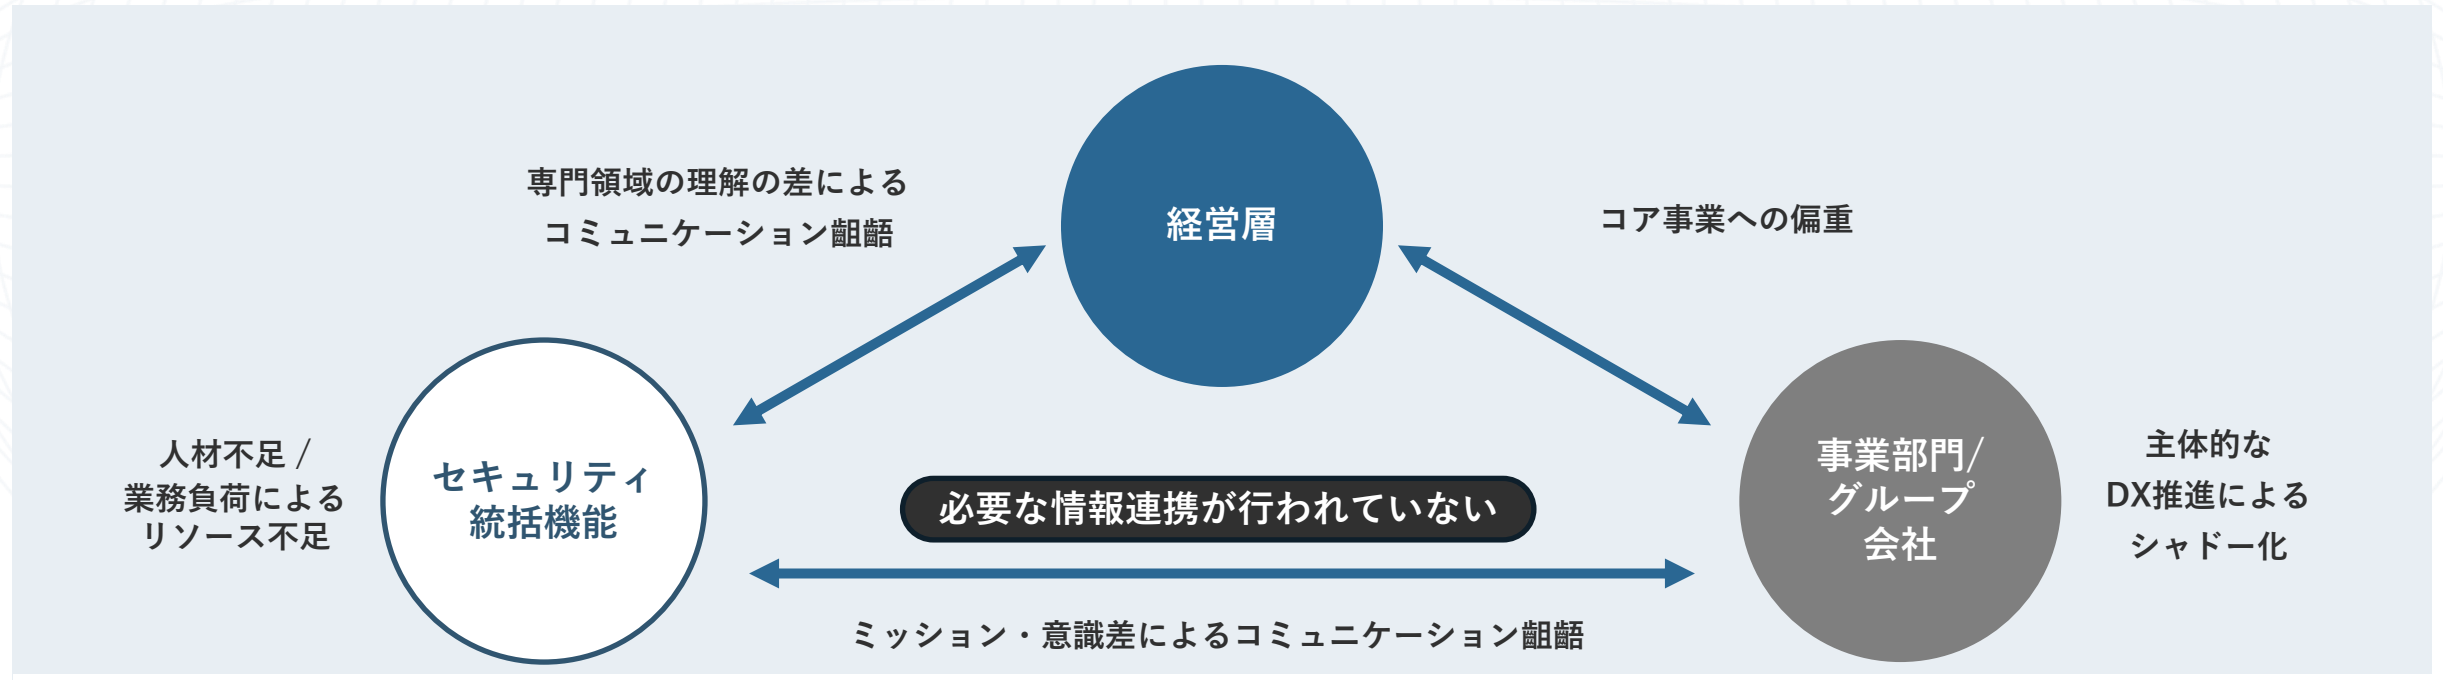 経営層
専門領域の理解の差による
コミュニケーション齟齬
コア事業への偏重
人材不足 /
業務負荷による
リソース不足
セキュリティ
統括機能
必要な情報連携が行われていない
事業部門/
グループ
会社
主体的な
DX推進による
シャドー化
ミッション・意識差によるコミュニケーション齟齬